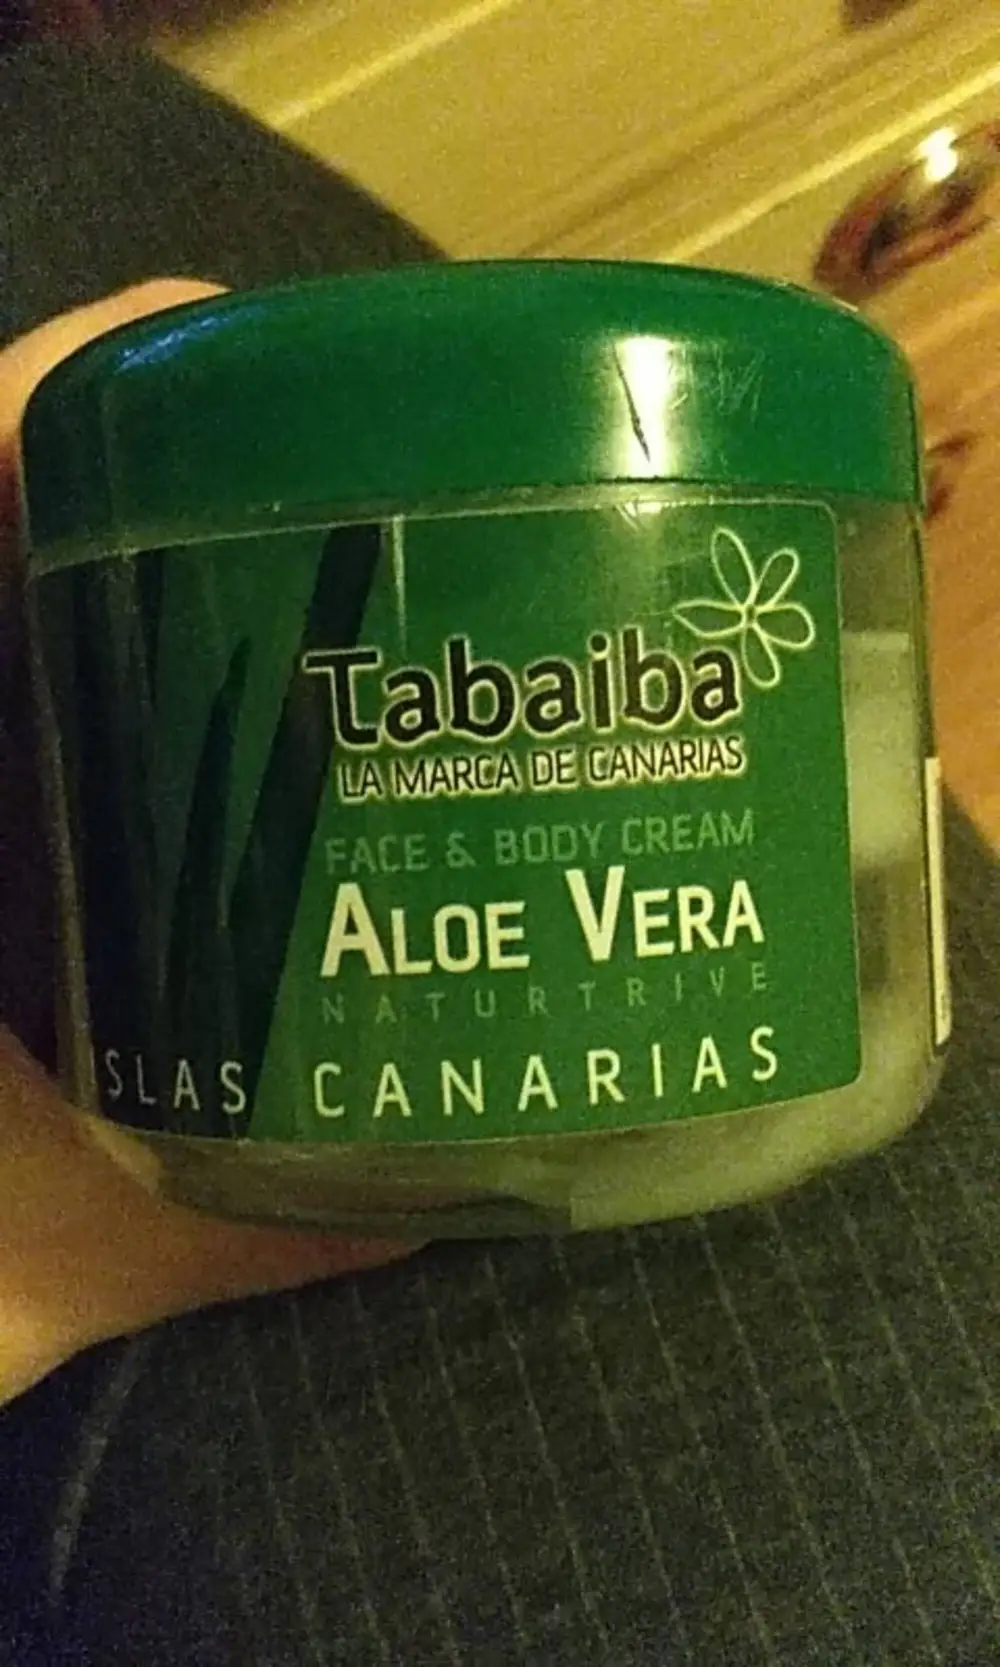 Tabaiba
LA MARCA DE CANARIAS
FACE & BODY CREAM
ALOE VERA
NATURTRIVE
SLAS CANARIAS